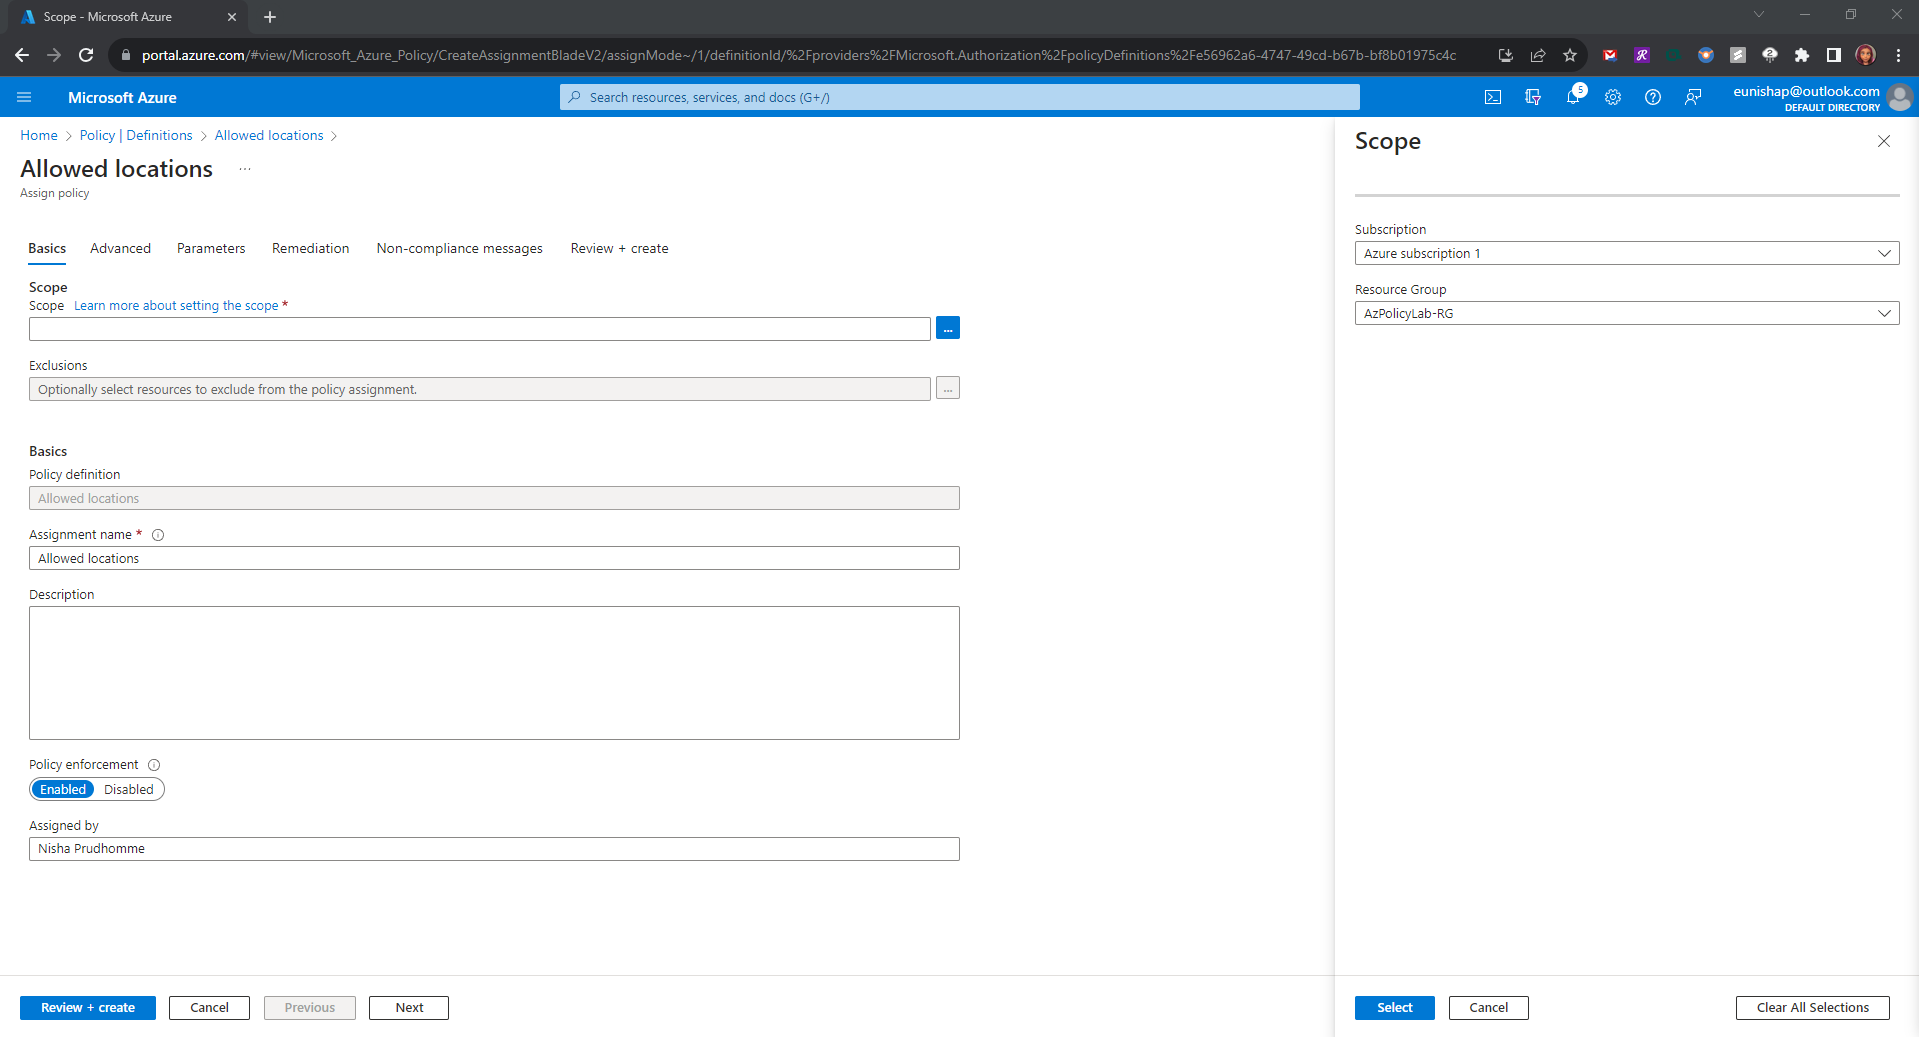 Scope - Microsoft Azure
portal.azure.com/#view/Microsoft_Azure_Policy/CreateAssignmentBladeV2/assignMode~/1/definitionId/%2Fproviders%2FMicrosoft.Authorization%2FpolicyDefinitions%2Fe56962a6-4747-49cd-b67b-bf8b01975c4c
Microsoft Azure
Search resources, services, and docs (G+/)
5
eunishap@outlook.com
DEFAULT DIRECTORY
Home > Policy | Definitions > Allowed locations >
Allowed locations ...
Assign policy
Basics Advanced Parameters Remediation Non-compliance messages Review + create
Scope
Scope Learn more about setting the scope *
...
Exclusions
Optionally select resources to exclude from the policy assignment.
...
Basics
Policy definition
Allowed locations
Assignment name *
Allowed locations
Description
Policy enforcement
Enabled Disabled
Assigned by
Nisha Prudhomme
Review + create Cancel Previous Next
Scope
Subscription
Azure subscription 1
Resource Group
AzPolicyLab-RG
Select Cancel Clear All Selections